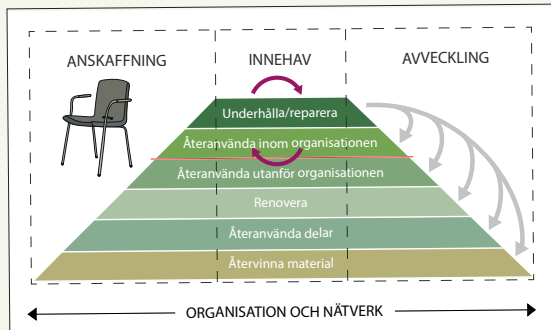 ANSKAFFNING
INNEHAV
AVVECKLING
Underhålla/reparera
Återanvända inom organisationen
Återanvända utanför organisationen
Renovera
Återanvända delar
Återvinna material
ORGANISATION OCH NÄTVERK